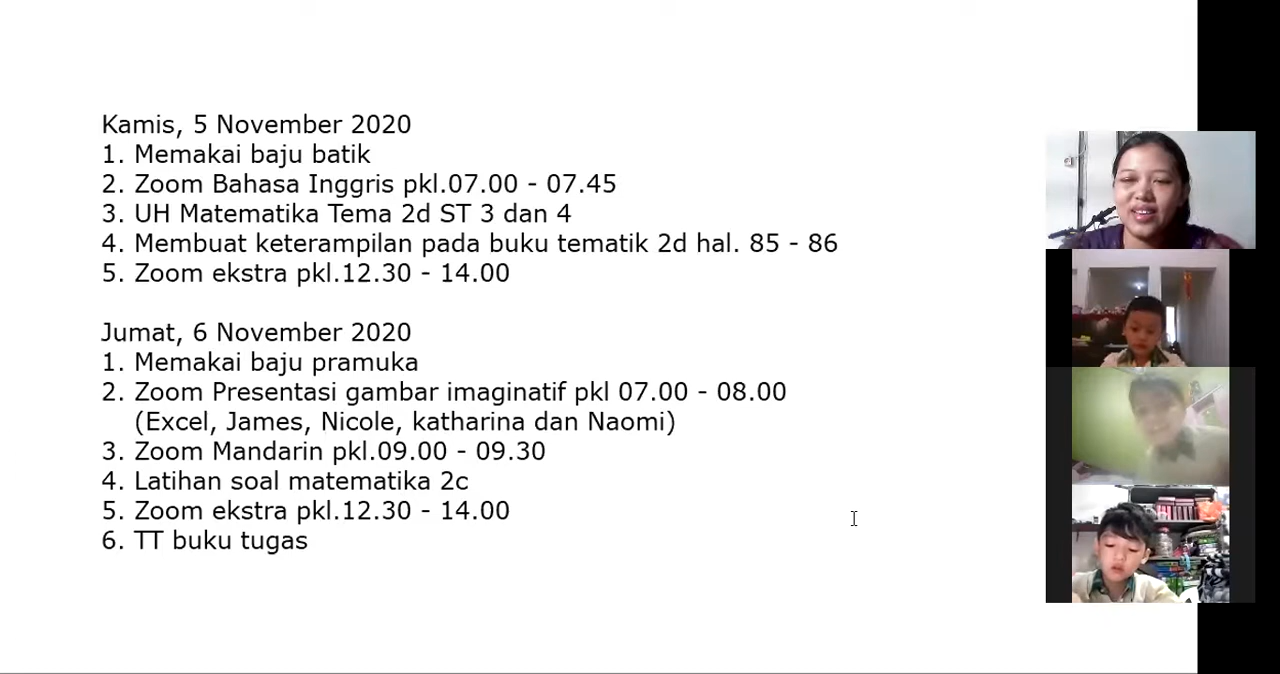 Kamis, 5 November 2020
1. Memakai baju batik
2. Zoom Bahasa Inggris pkl.07.00 - 07.45
3. UH Matematika Tema 2d ST 3 dan 4
4. Membuat keterampilan pada buku tematik 2d hal. 85 - 86
5. Zoom ekstra pkl.12.30 - 14.00
Jumat, 6 November 2020
1. Memakai baju pramuka
2. Zoom Presentasi gambar imaginatif pkl 07.00 - 08.00
(Excel, James, Nicole, katharina dan Naomi)
3. Zoom Mandarin pkl.09.00 - 09.30
4. Latihan soal matematika 2c
5. Zoom ekstra pkl.12.30 - 14.00
6. TT buku tugas